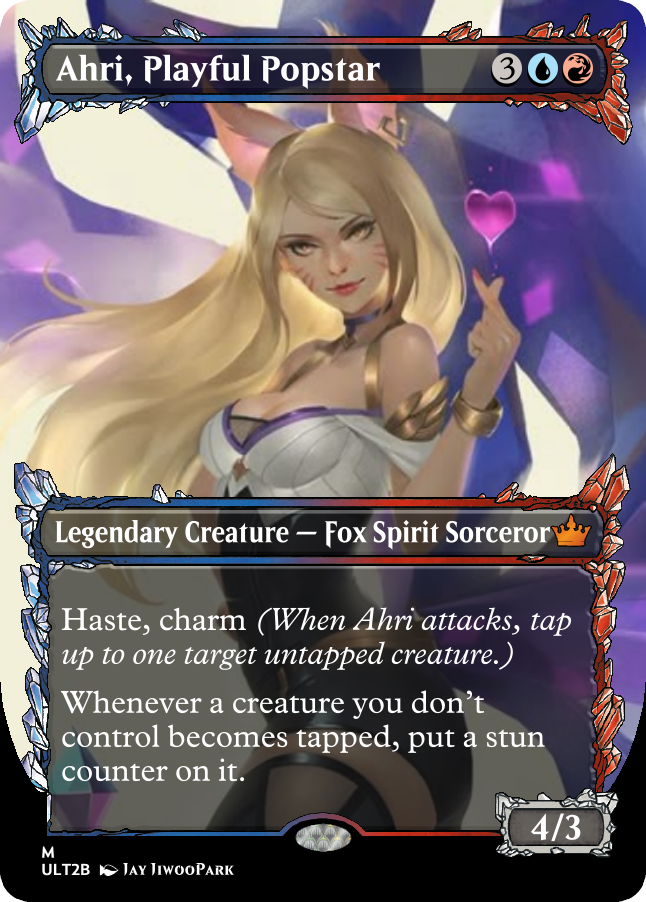 Ahri, Playful Popstar 3
Legendary Creature — Fox Spirit Sorceror
Haste, charm (When Ahri attacks, tap
up to one target untapped creature.)
Whenever a creature you don't
control becomes tapped, put a stun
counter on it.
4/3
M
ULT2B Jay JiwooPark